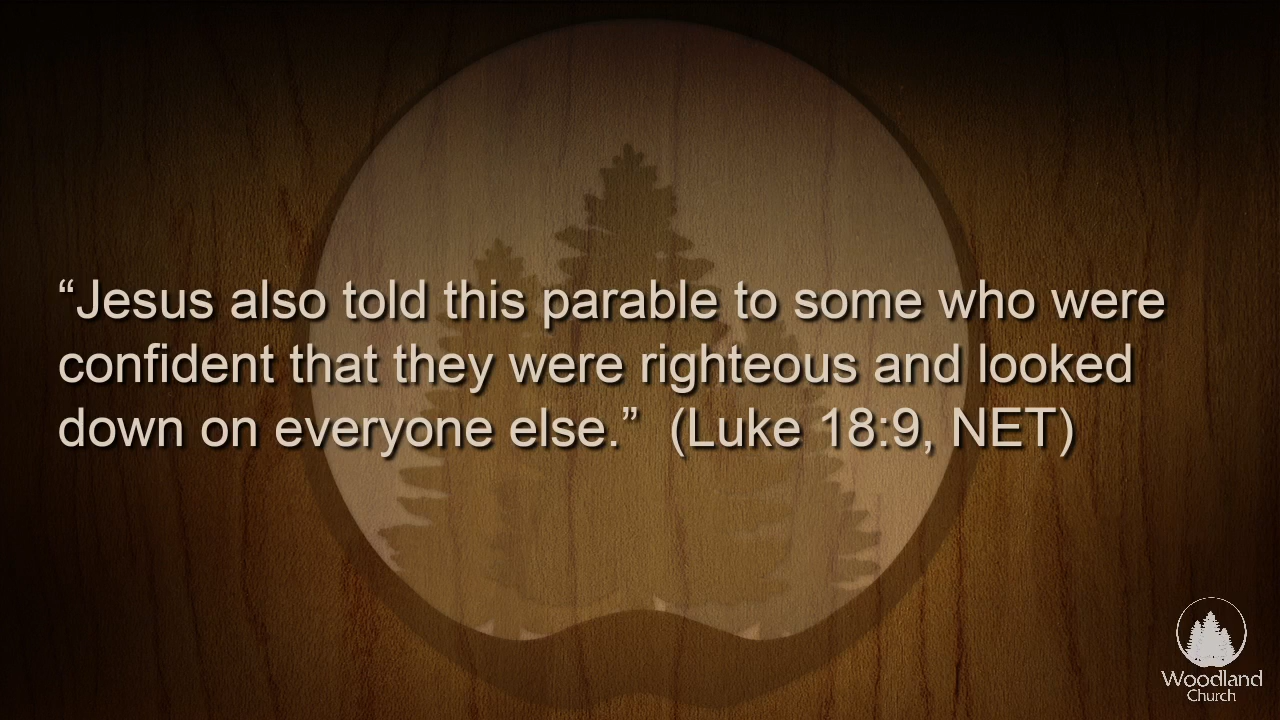 “Jesus also told this parable to some who were
confident that they were righteous and looked
down on everyone else.”  (Luke 18:9, NET)
Woodland
Church